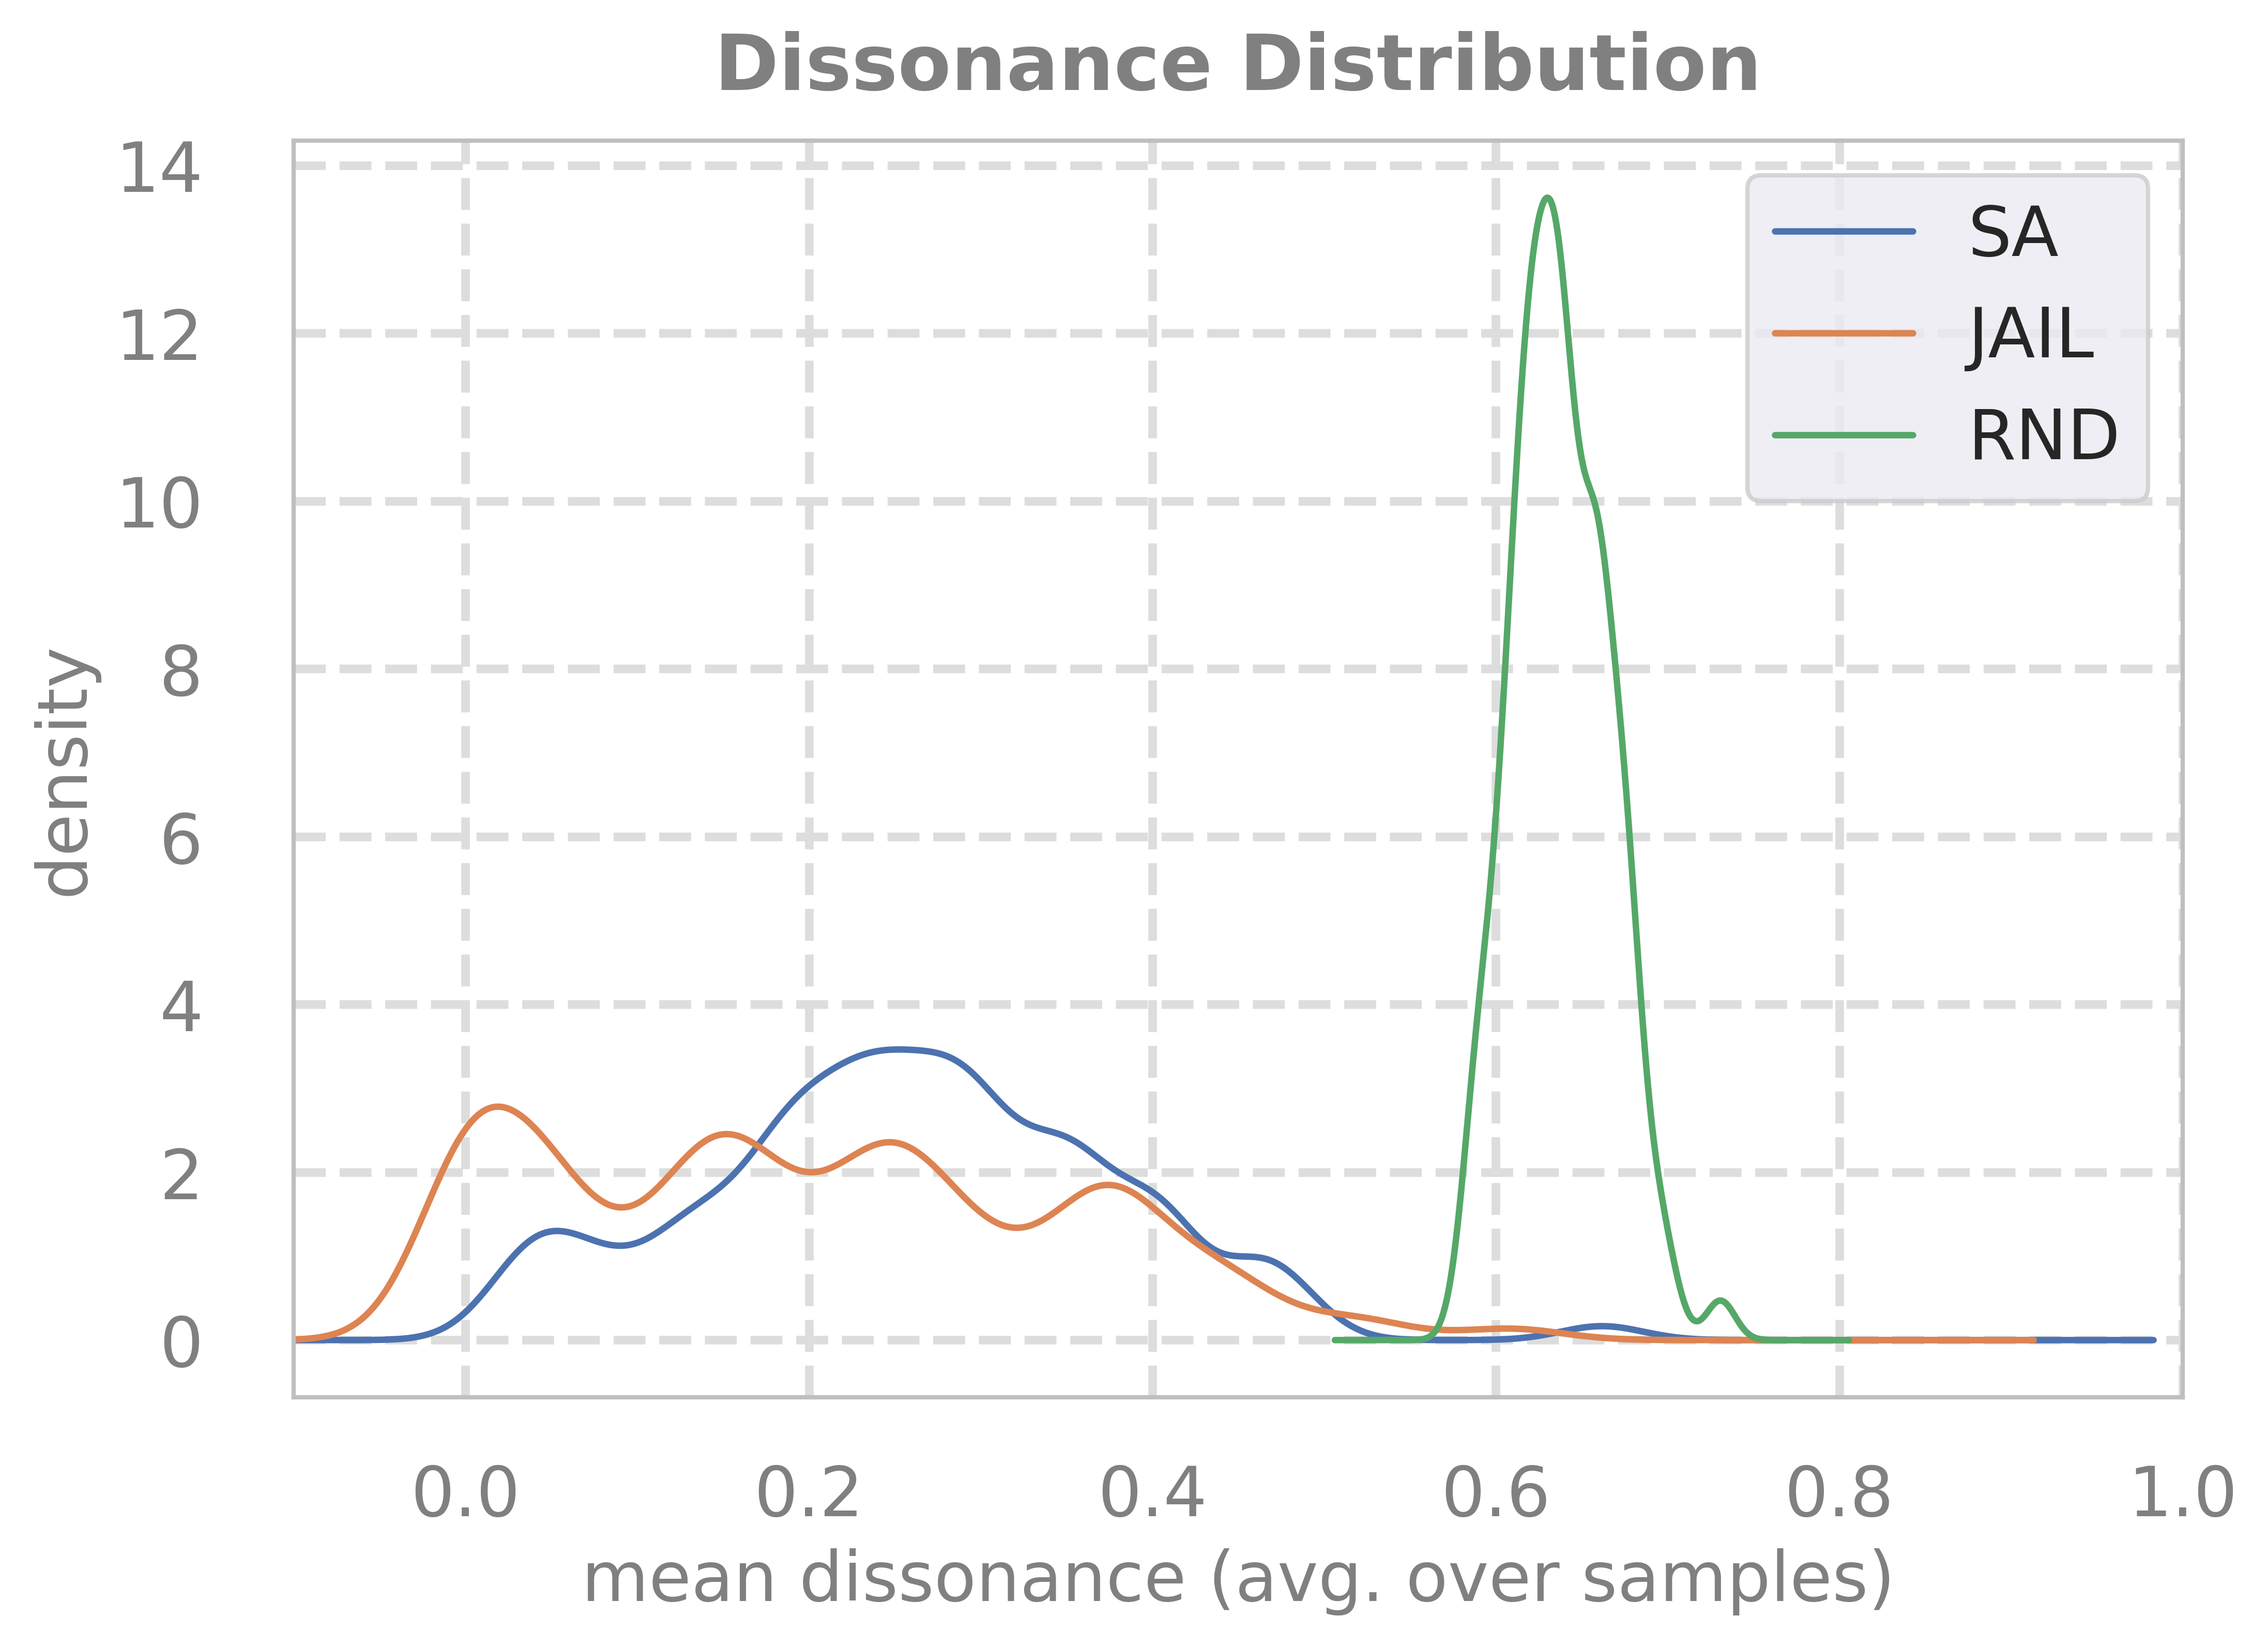 Dissonance Distribution
14
12
10
8
6
4
2
0
density
SA
JAIL
RND
0.0 0.2 0.4 0.6 0.8 1.0
mean dissonance (avg. over samples)